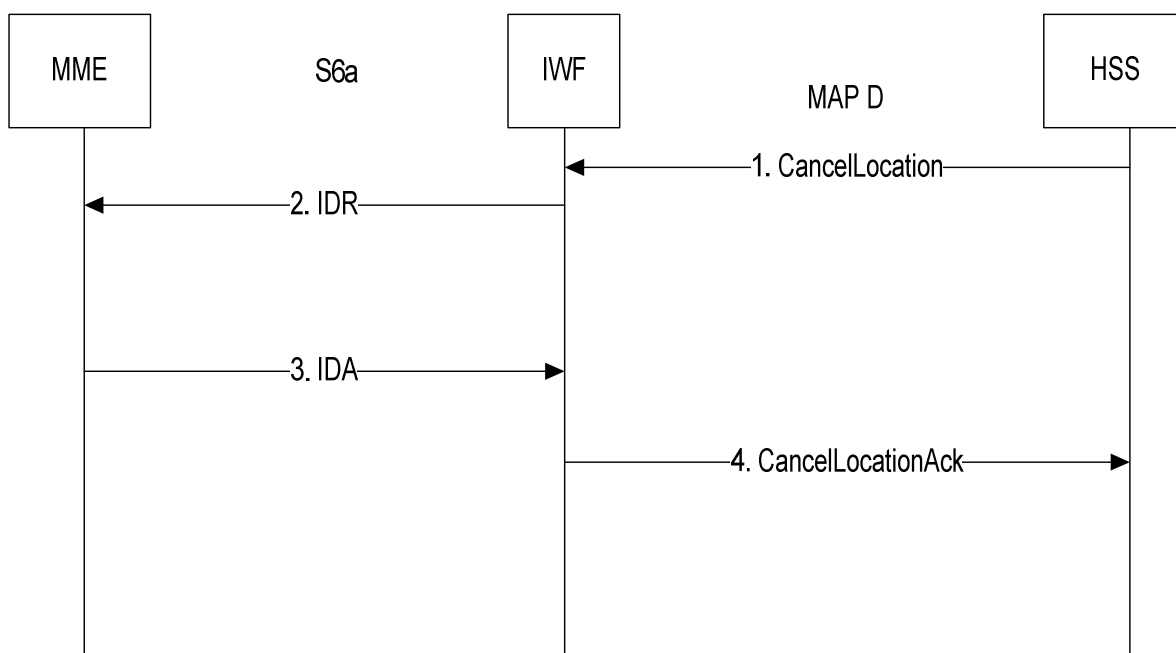 MME
S6a
IWF
MAP D
HSS
1. CancelLocation
2. IDR
3. IDA
4. CancelLocationAck